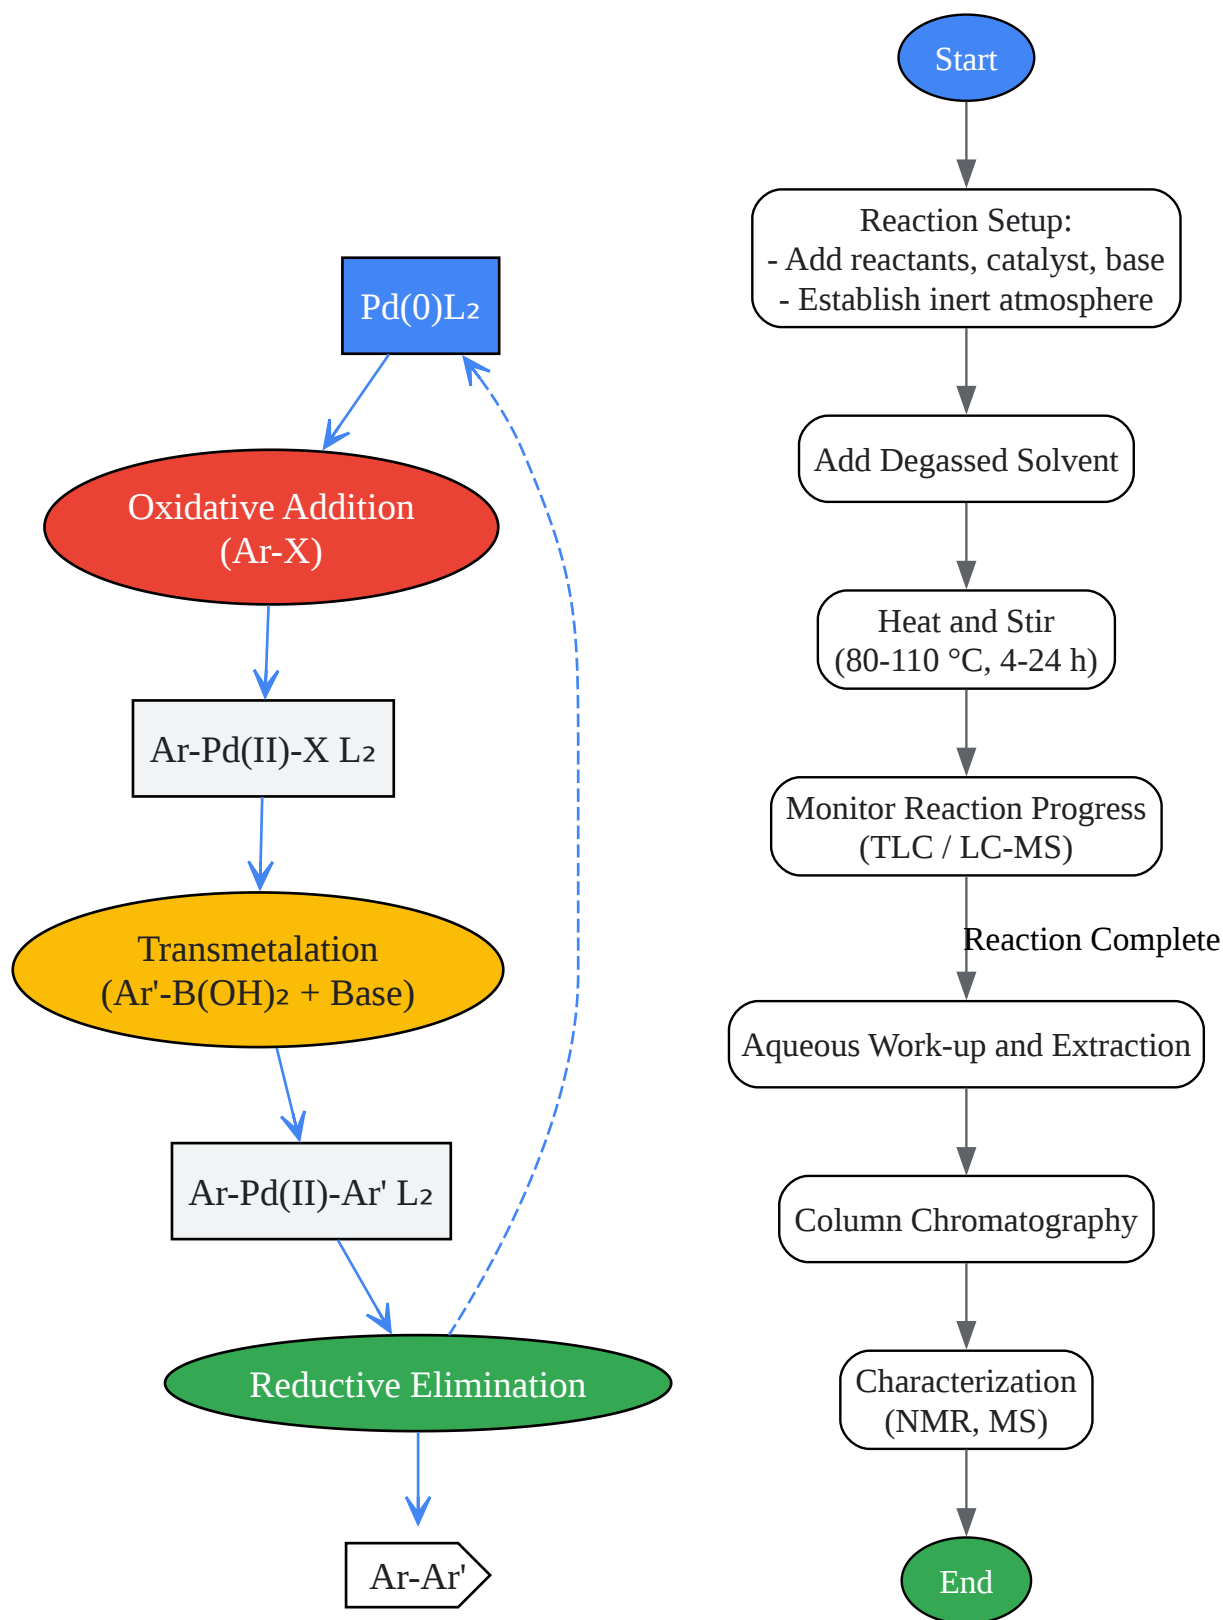 Pd(0)L₂
Oxidative Addition
(Ar-X)
Ar-Pd(II)-X L₂
Transmetalation
(Ar'-B(OH)₂ + Base)
Ar-Pd(II)-Ar' L₂
Reductive Elimination
Ar-Ar'
Start
Reaction Setup:
- Add reactants, catalyst, base
- Establish inert atmosphere
Add Degassed Solvent
Heat and Stir
(80-110 °C, 4-24 h)
Monitor Reaction Progress
(TLC / LC-MS)
Reaction Complete
Aqueous Work-up and Extraction
Column Chromatography
Characterization
(NMR, MS)
End